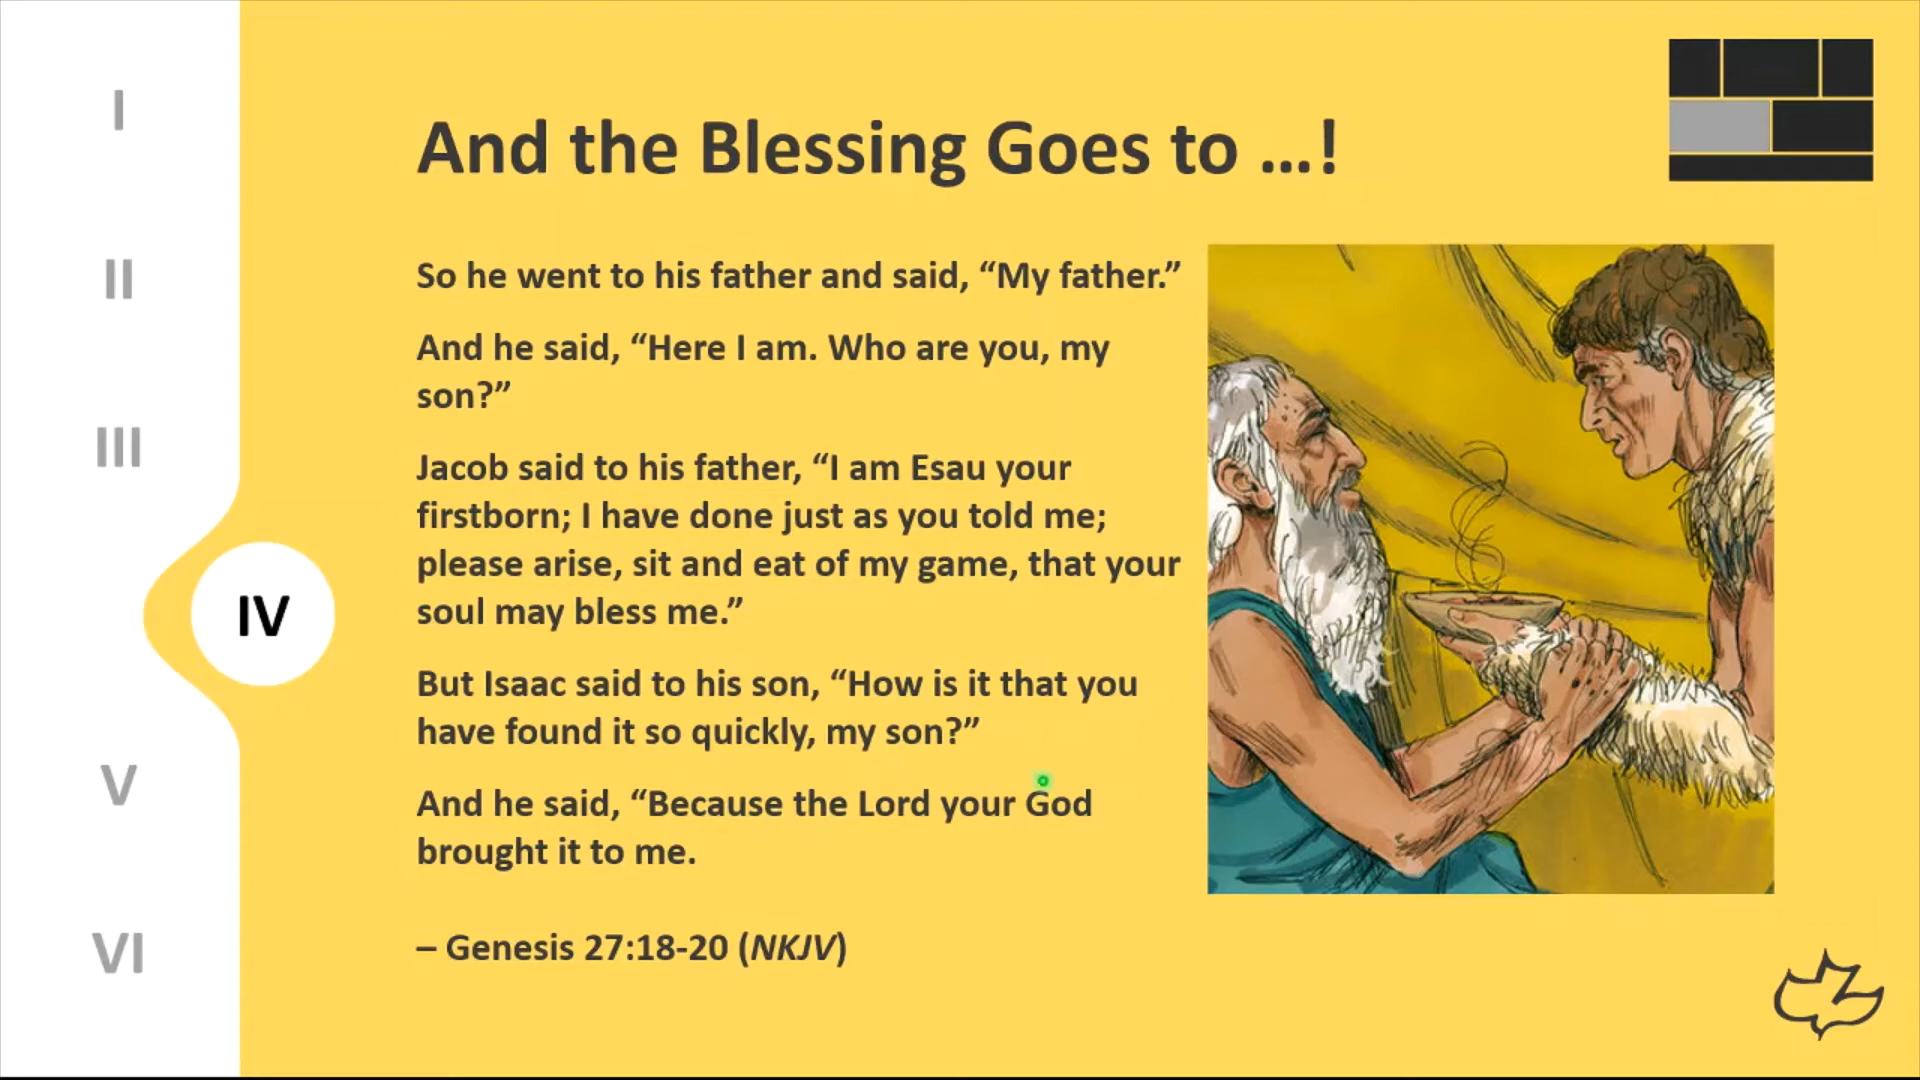 I
II
III
IV
V
VI
And the Blessing Goes to ...!
So he went to his father and said, “My father.”
And he said, “Here I am. Who are you, my
son?”
Jacob said to his father, “I am Esau your
firstborn; I have done just as you told me;
please arise, sit and eat of my game, that your
soul may bless me.”
But Isaac said to his son, “How is it that you
have found it so quickly, my son?”
And he said, “Because the Lord your God
brought it to me.
– Genesis 27:18-20 (NKJV)